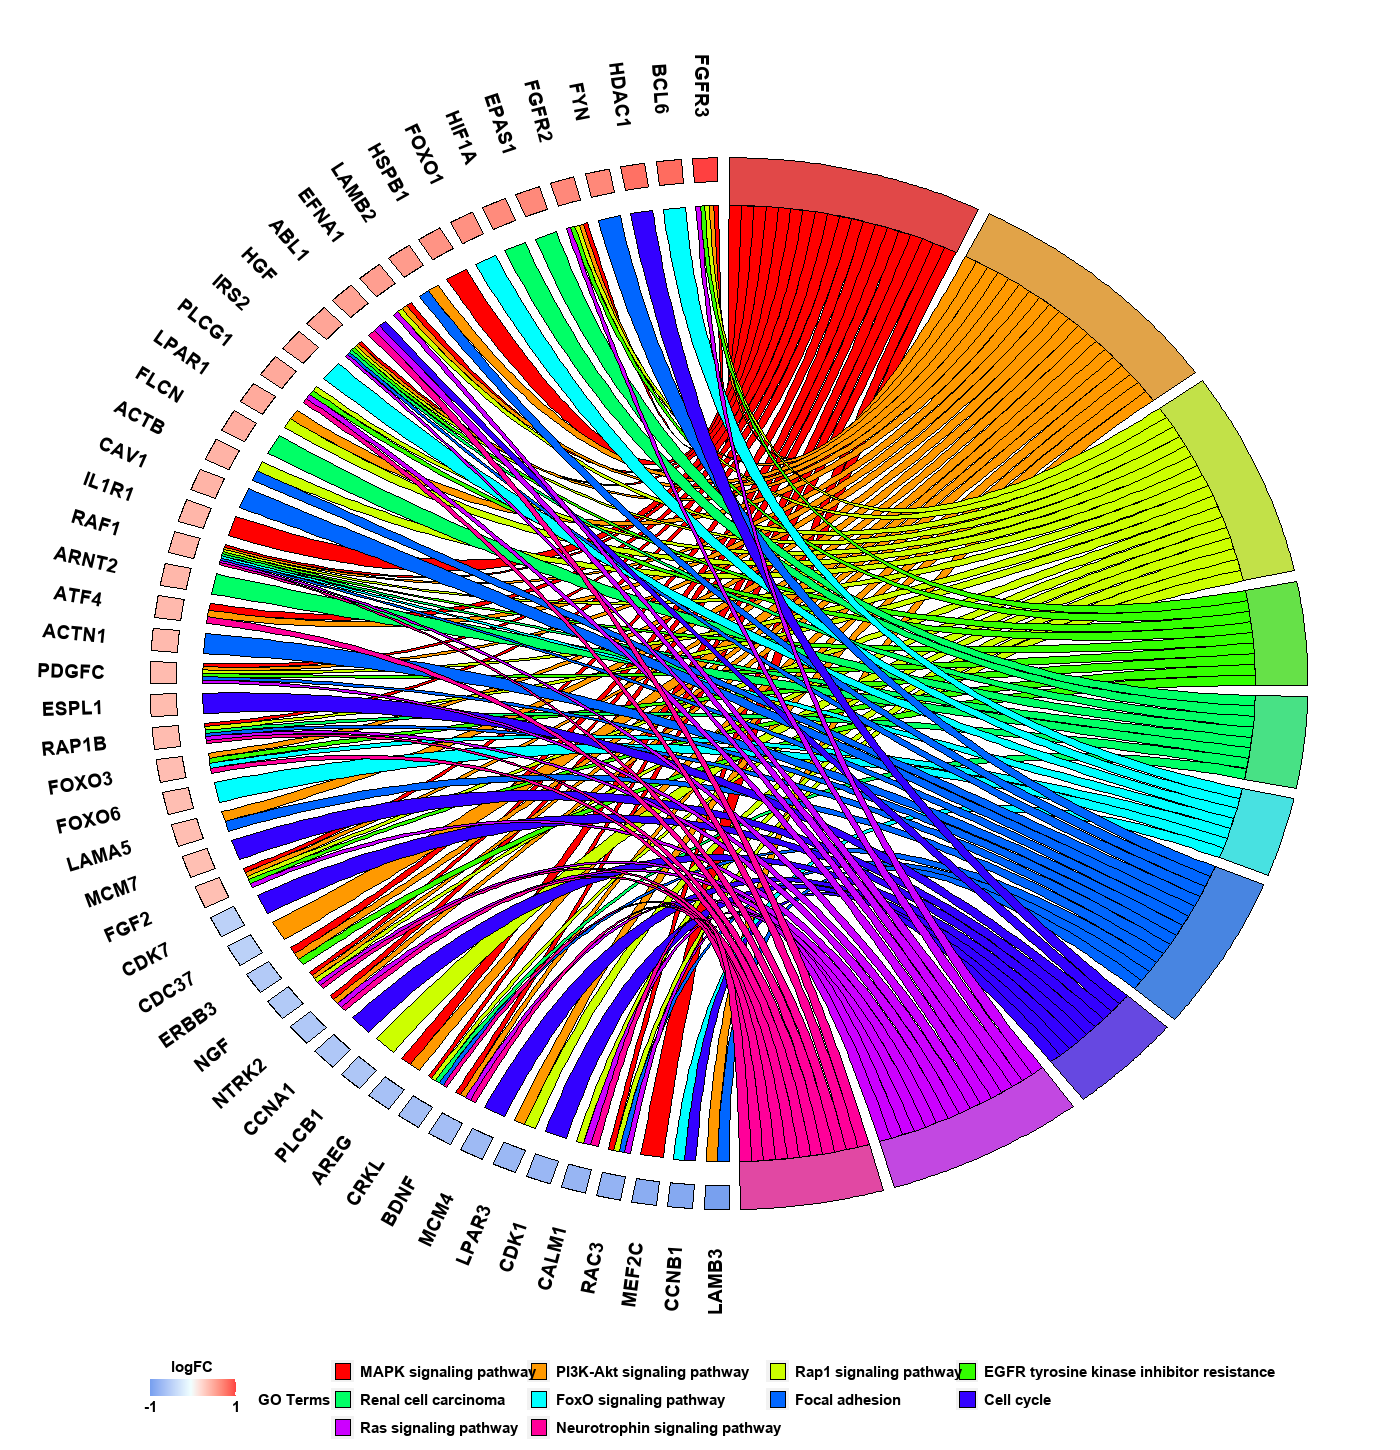 FGFR3
BCL6
HDAC1
FYN
FGFR2
EPAS1
HIF1A
FOXO1
HSPB1
LAMB2
EFNA1
ABL1
HGF
IRS2
PLCG1
LPAR1
FLCN
ACTB
CAV1
IL1R1
RAF1
ARNT2
ATF4
ACTN1
PDGFC
ESPL1
RAP1B
FOXO3
FOXO6
LAMA5
MCM7
FGF2
CDK7
CDC37
ERBB3
NGF
NTRK2
CCNA1
PLCB1
AREG
CRKL
BDNF
MCM4
LPAR3
CDK1
CALM1
RAC3
MEF2C
CCNB1
LAMB3
logFC
-1 1
GO Terms
MAPK signaling pathway PI3K-Akt signaling pathway Rap1 signaling pathway EGFR tyrosine kinase inhibitor resistance
Renal cell carcinoma FoxO signaling pathway Focal adhesion Cell cycle
Ras signaling pathway Neurotrophin signaling pathway